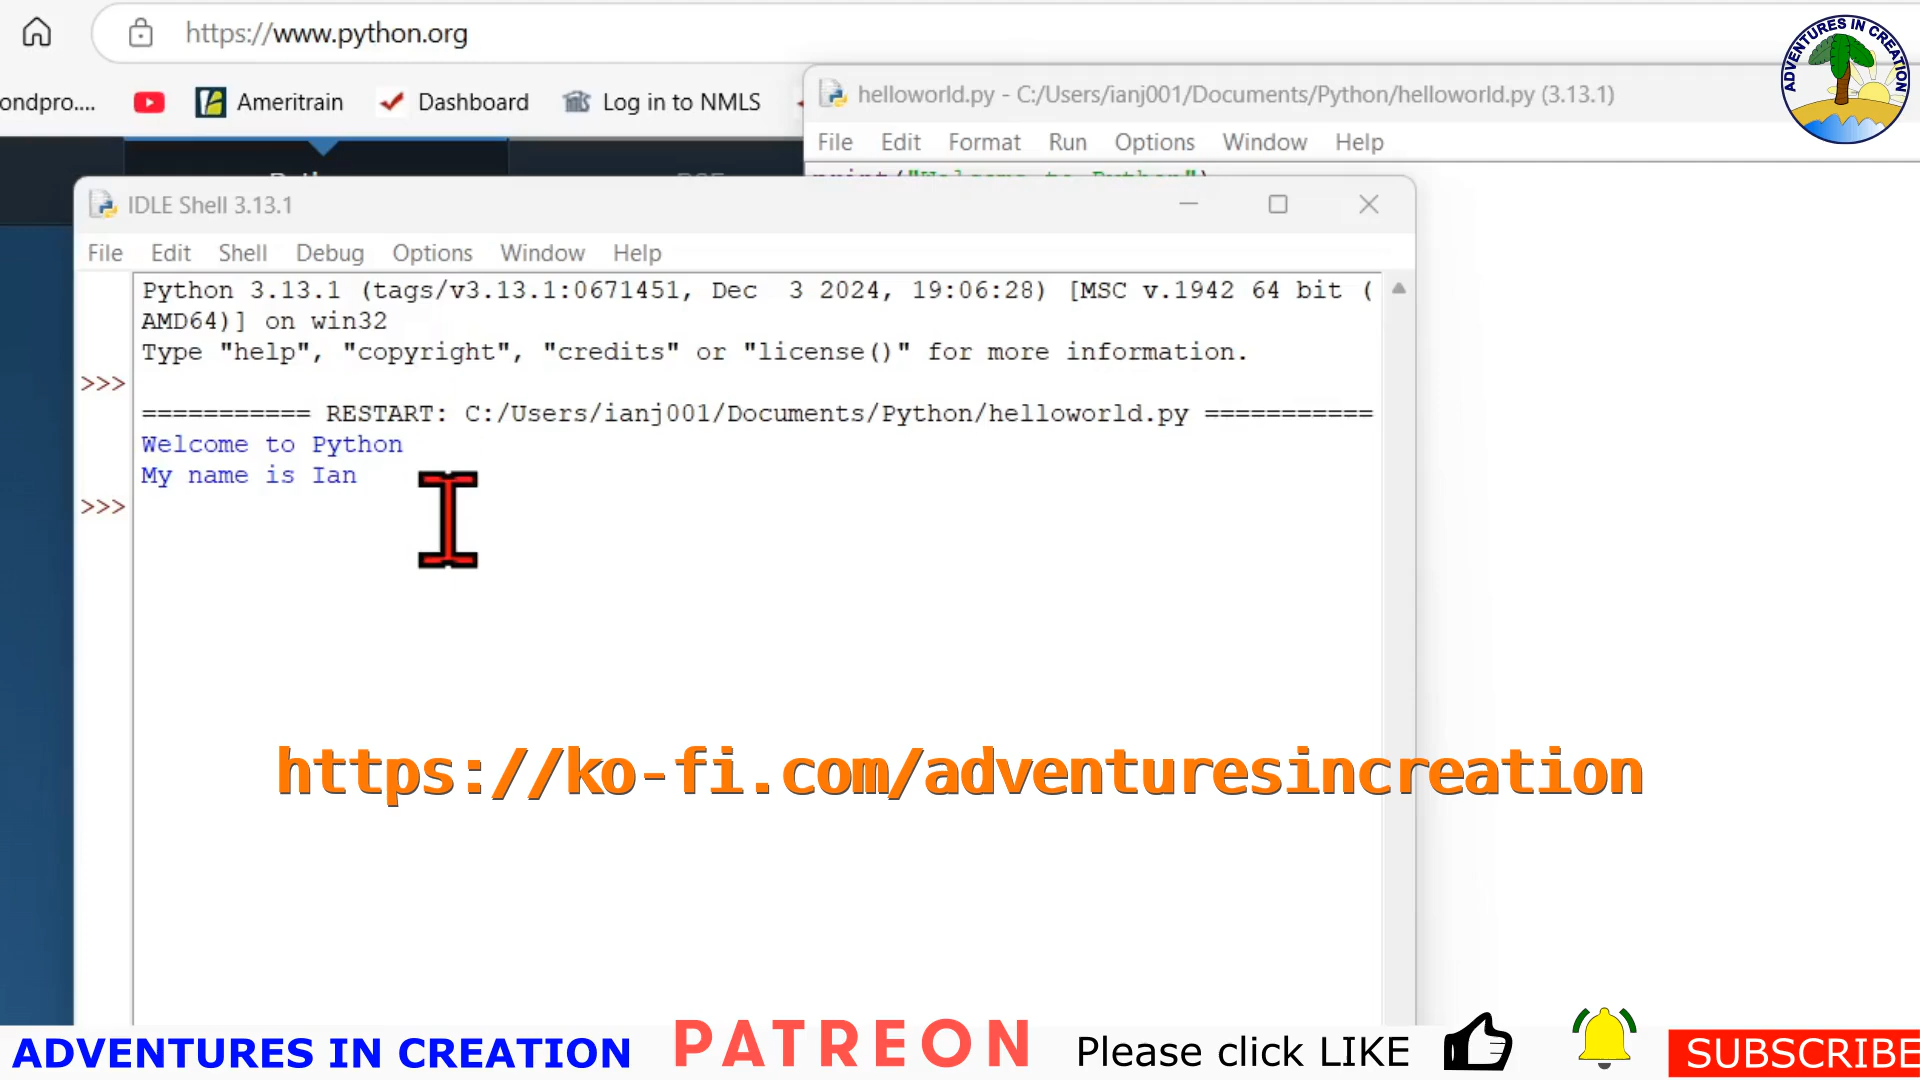 https://www.python.org
ADVENTURES IN CREATION
ondpro....
Ameritrain
Dashboard
Log in to NMLS
helloworld.py - C:/Users/ianj001/Documents/Python/helloworld.py (3.13.1)
File Edit Format Run Options Window Help
print("Welcome to Python")
IDLE Shell 3.13.1
File Edit Shell Debug Options Window Help
Python 3.13.1 (tags/v3.13.1:0671451, Dec  3 2024, 19:06:28) [MSC v.1942 64 bit (
AMD64)] on win32
Type "help", "copyright", "credits" or "license()" for more information.
>>>
=========== RESTART: C:/Users/ianj001/Documents/Python/helloworld.py ===========
Welcome to Python
My name is Ian
>>>
https://ko-fi.com/adventuresincreation
ADVENTURES IN CREATION
PATREON
Please click LIKE
SUBSCRIBE